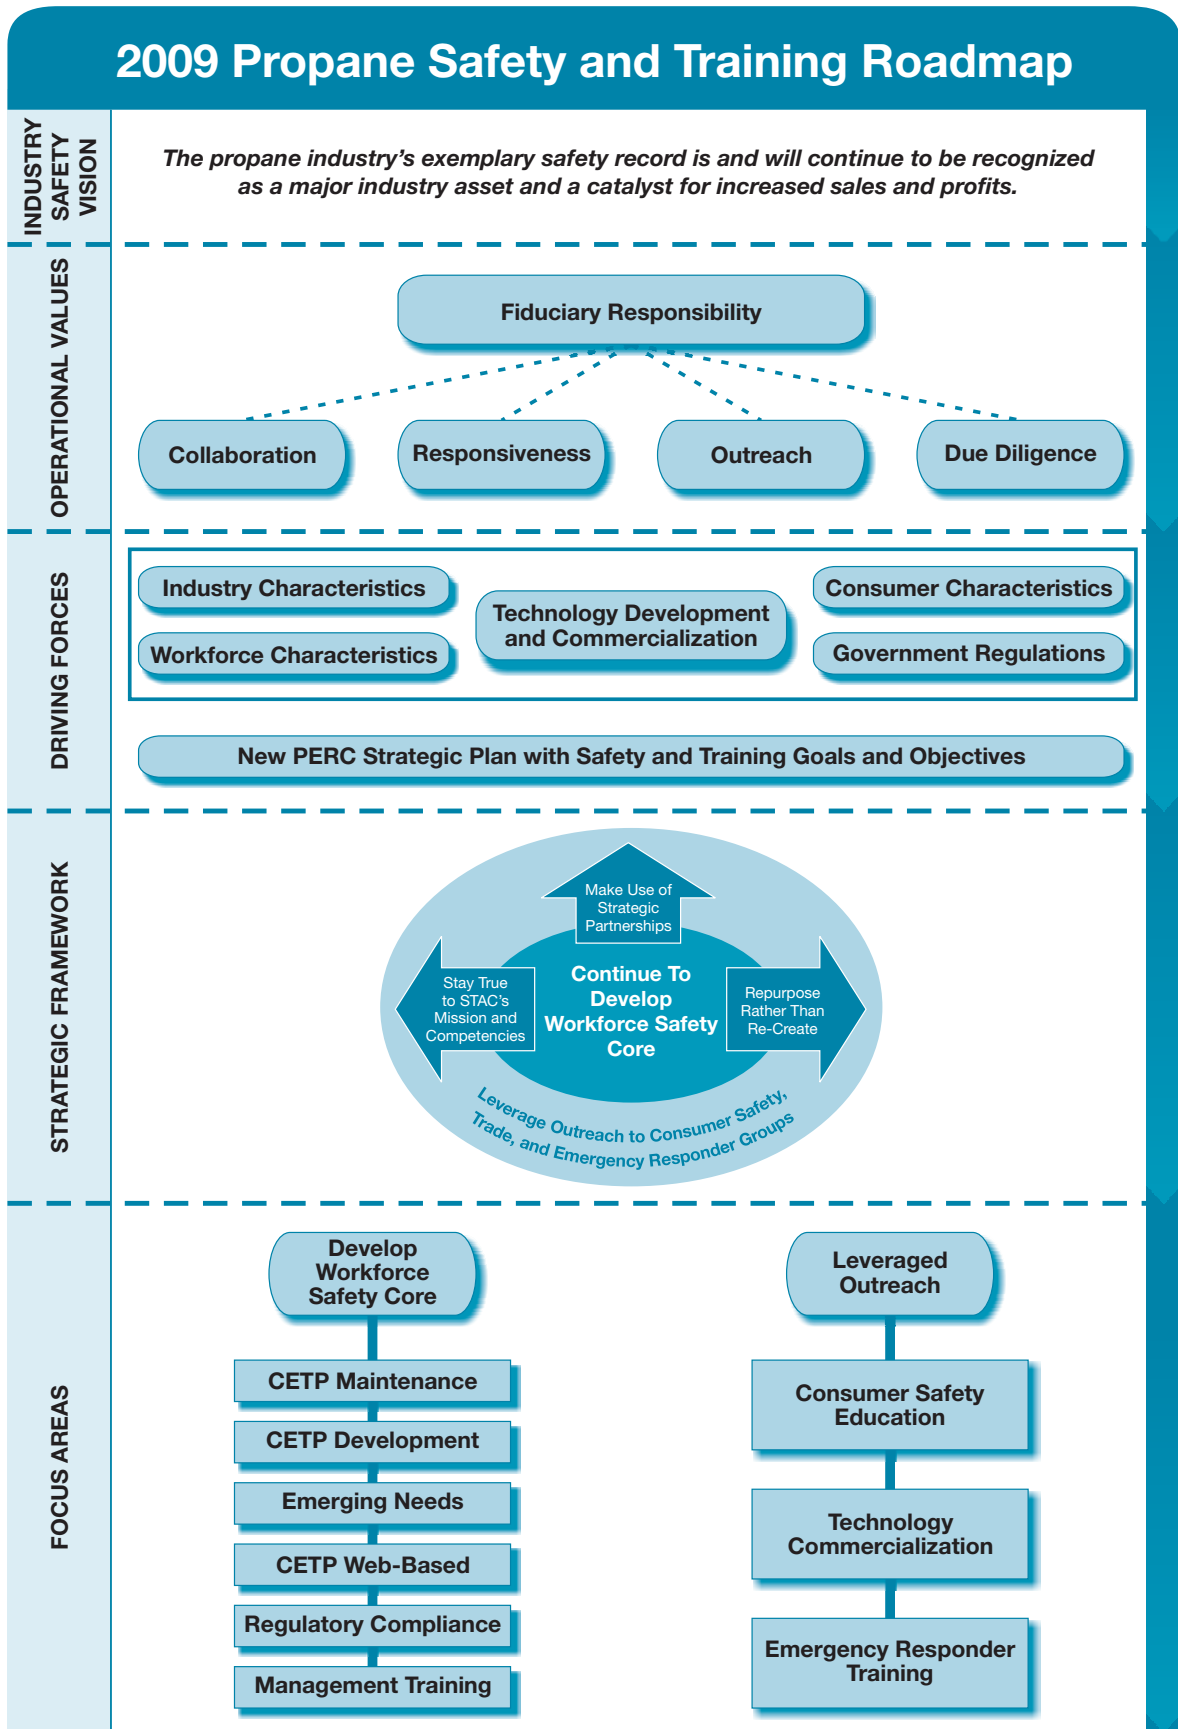 2009 Propane Safety and Training Roadmap
INDUSTRY
SAFETY
VISION
The propane industry's exemplary safety record is and will continue to be recognized
as a major industry asset and a catalyst for increased sales and profits.
OPERATIONAL VALUES
Fiduciary Responsibility
Collaboration
Responsiveness
Outreach
Due Diligence
DRIVING FORCES
Industry Characteristics
Workforce Characteristics
Technology Development
and Commercialization
Consumer Characteristics
Government Regulations
New PERC Strategic Plan with Safety and Training Goals and Objectives
STRATEGIC FRAMEWORK
Make Use of
Strategic
Partnerships
Stay True
to STAC's
Mission and
Competencies
Continue To
Develop
Workforce Safety
Core
Repurpose
Rather Than
Re-Create
Leverage Outreach to Consumer Safety,
Trade, and Emergency Responder Groups
FOCUS AREAS
Develop
Workforce
Safety Core
CETP Maintenance
CETP Development
Emerging Needs
CETP Web-Based
Regulatory Compliance
Management Training
Leveraged
Outreach
Consumer Safety
Education
Technology
Commercialization
Emergency Responder
Training